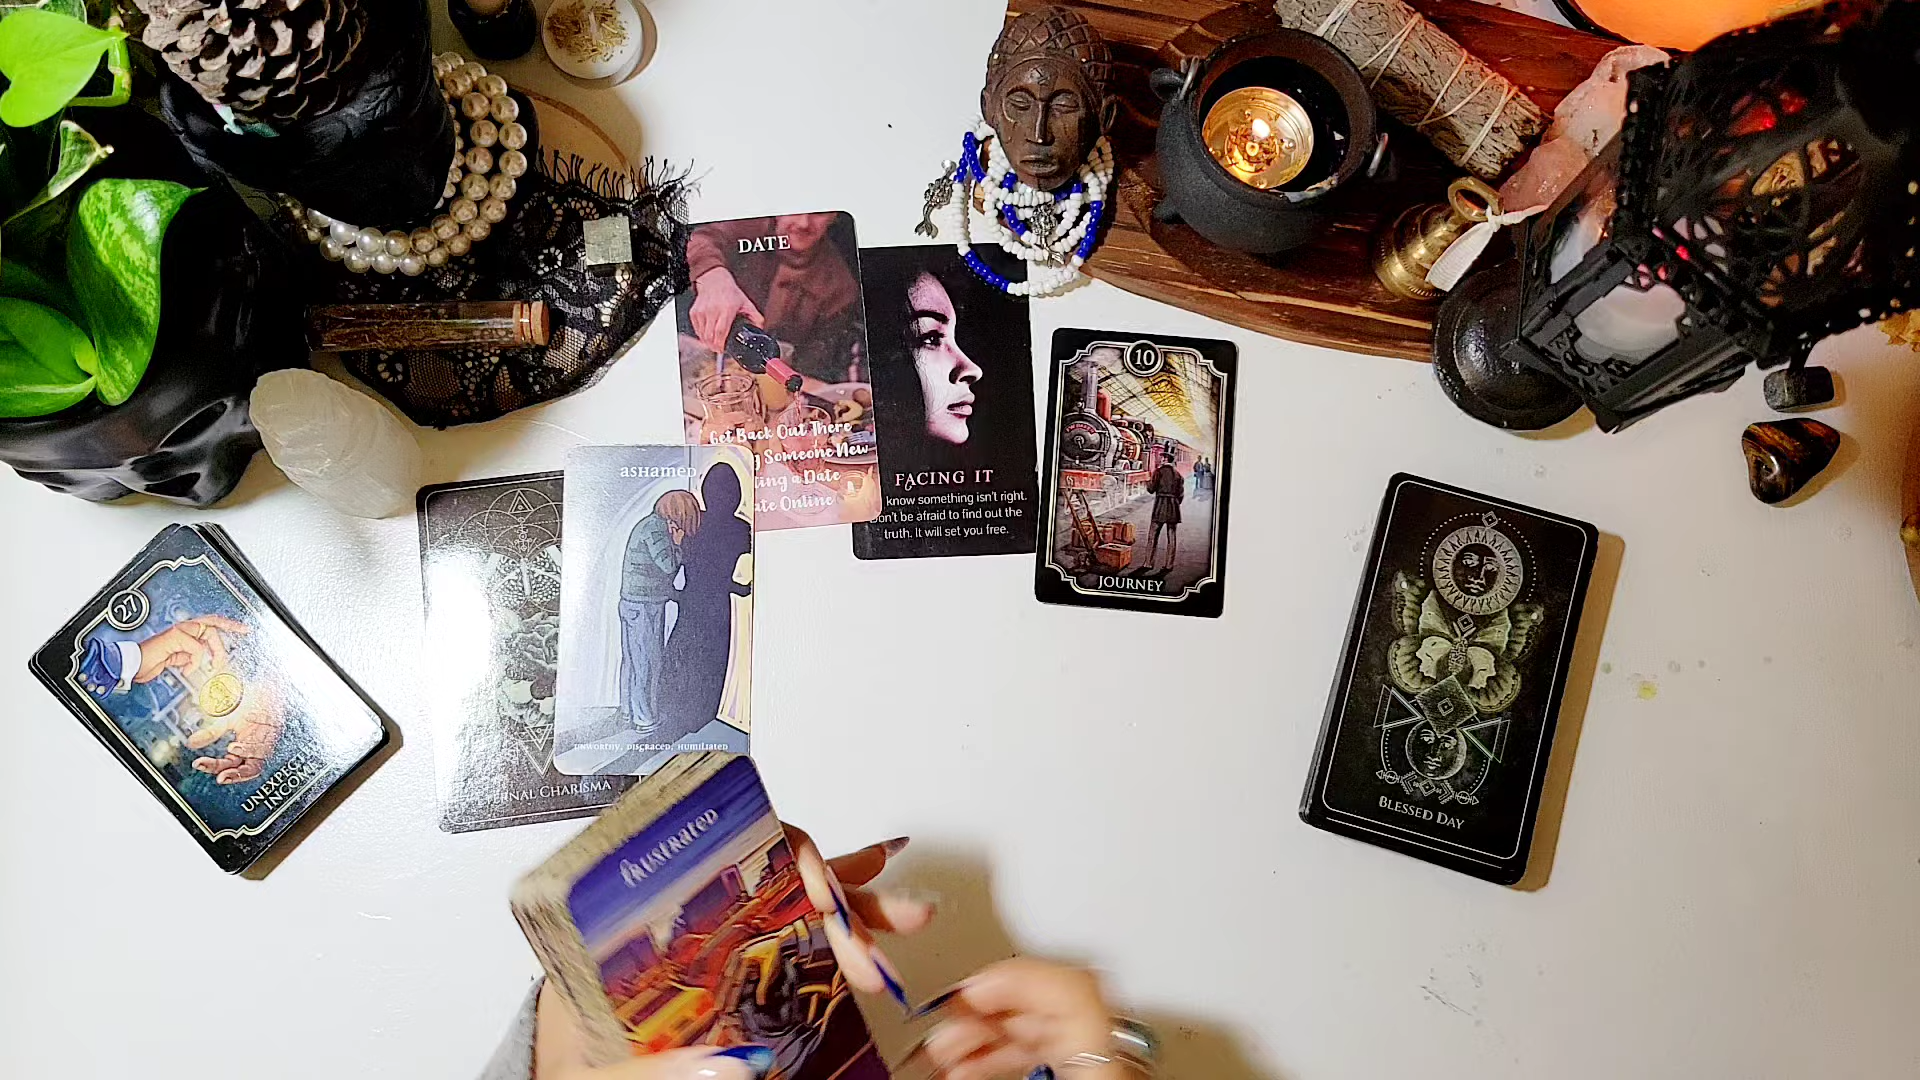 DATE
Get Back Out There
Someone New
a Date
Online
FACING IT
know something isn't right.
Don't be afraid to find out the
truth. It will set you free.
10
JOURNEY
ASHAMED
UNWORTHY, DISGRACED, HUMILIATED
CHARISMA
27
UNEXPECTED
INCOME
frustrated
BLESSED DAY